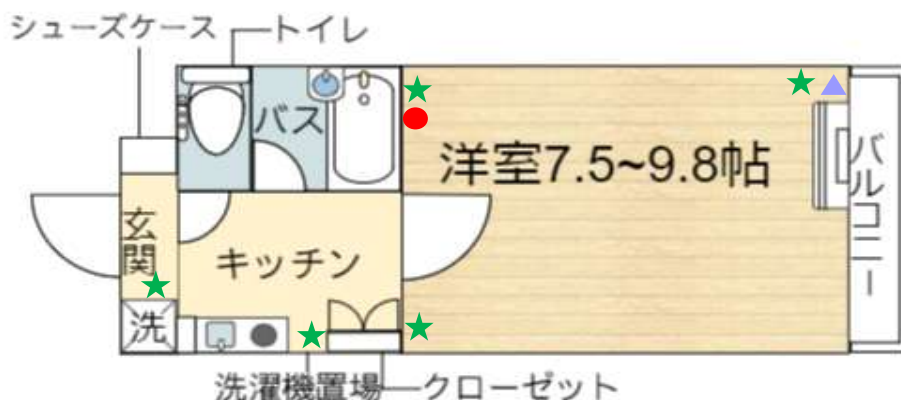 シューズケース
トイレ
バス
洋室7.5~9.8帖
バルコニー
玄関
キッチン
洗
洗濯機置場
クローゼット